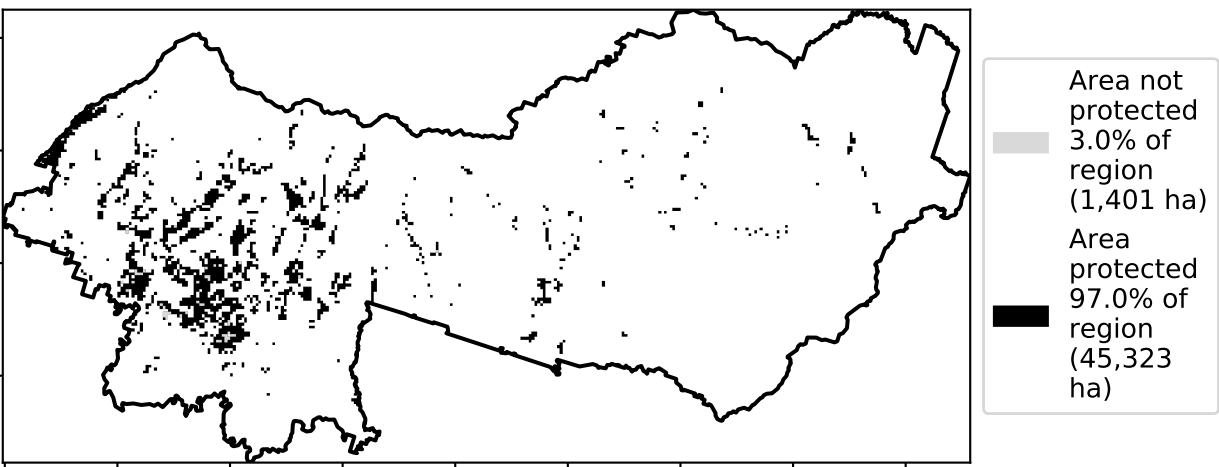 Area not
protected
3.0% of
region
(1,401 ha)
Area
protected
97.0% of
region
(45,323
ha)